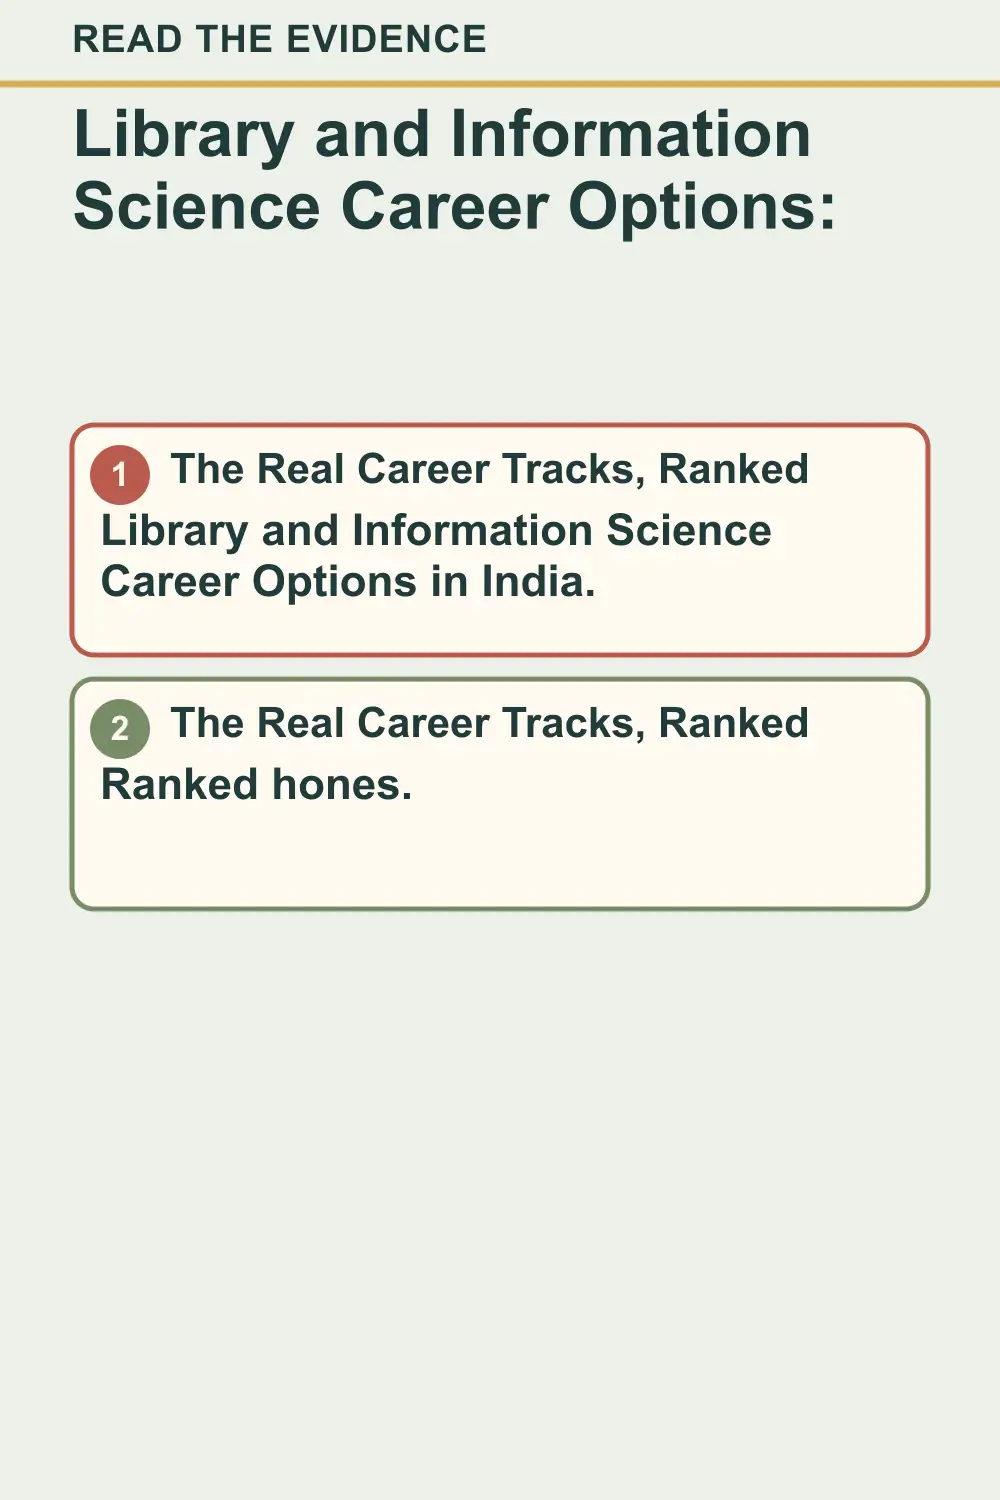 READ THE EVIDENCE
Library and Information
Science Career Options:
1 The Real Career Tracks, Ranked
Library and Information Science
Career Options in India.
2 The Real Career Tracks, Ranked
Ranked hones.